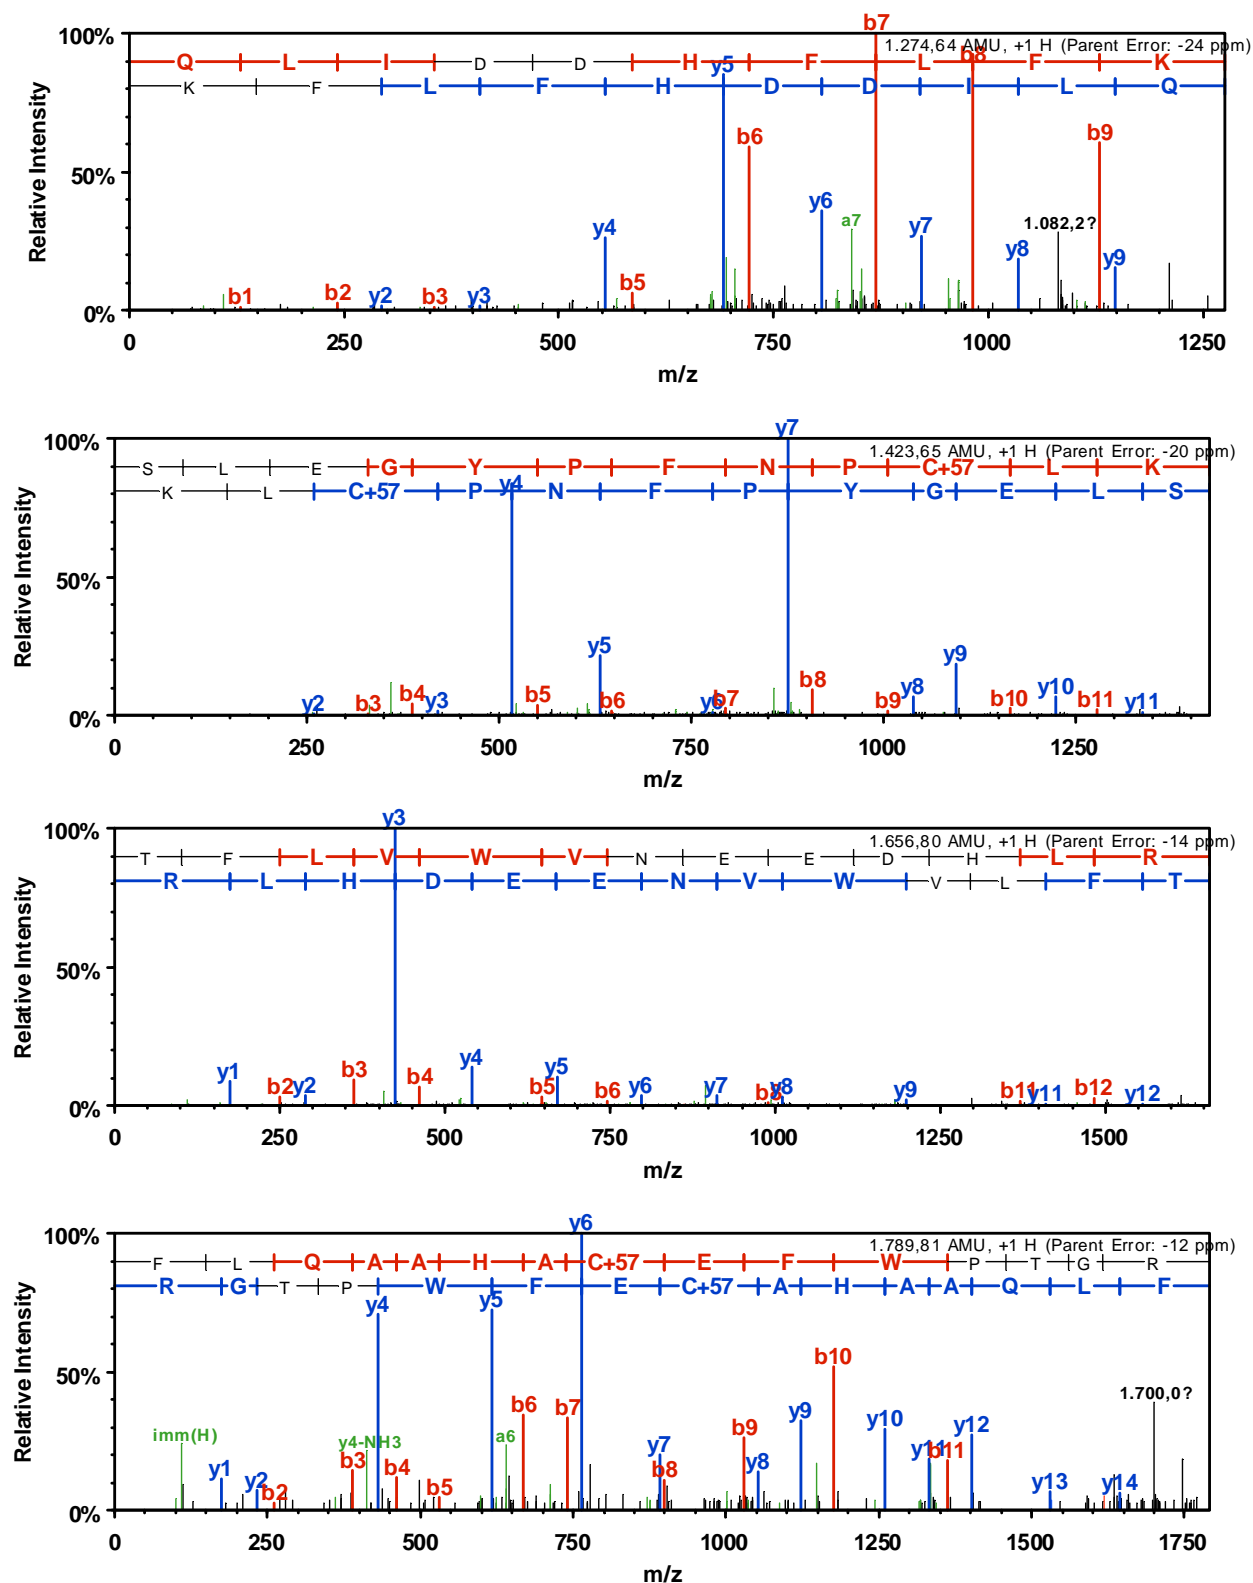 b7
100%
1.274,64 AMU, +1 H (Parent Error: -24 ppm)
Q L I D D H F L F K
b8
y5
K F L F H D D I L Q
b6
b9
50%
y6
a7
y4
y7
1.082,2?
y8
y9
b5
b1
b2
y2
b3
y3
0%
0 250 500 750 1000 1250
m/z
Relative Intensity
y7
100%
1.423,65 AMU, +1 H (Parent Error: -20 ppm)
S L E G Y P F N P C+57 L K
y4
K L C+57 P N F P Y G E L S
50%
y5
y9
y2
b3
b4
y3
b5
b6
y6
b7
b8
b9
y8
b10
y10
b11
y11
0%
0 250 500 750 1000 1250
m/z
Relative Intensity
y3
100%
1.656,80 AMU, +1 H (Parent Error: -14 ppm)
T F L V W V N E E D H L R
R L H D E E N V W V L F T
50%
y1
b2
y2
b3
b4
y4
b5
y5
b6
y6
y7
b8
y8
y9
b11
y11
b12
y12
0%
0 250 500 750 1000 1250 1500
m/z
Relative Intensity
y6
100%
1.789,81 AMU, +1 H (Parent Error: -12 ppm)
F L Q A A H A C+57 E F W P T G R
R G T P W F E C+57 A H A A Q L F
y4
y5
50%
b10
1.700,0?
imm(H)
y4-NH3
b6
a6
b7
y9
y10
y12
y1
y2
b2
b3
b4
b5
y7
b8
b9
y8
y11
b11
y13
y14
0%
0 250 500 750 1000 1250 1500 1750
m/z
Relative Intensity